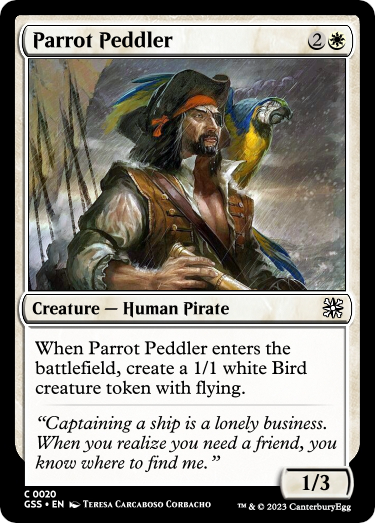 Parrot Peddler 2
Creature — Human Pirate
When Parrot Peddler enters the
battlefield, create a 1/1 white Bird
creature token with flying.
“Captaining a ship is a lonely business.
When you realize you need a friend, you
know where to find me.”
1/3
C 0020
GSS • EN Teresa Carcaboso Corbacho
™ & © 2023 CanterburyEgg